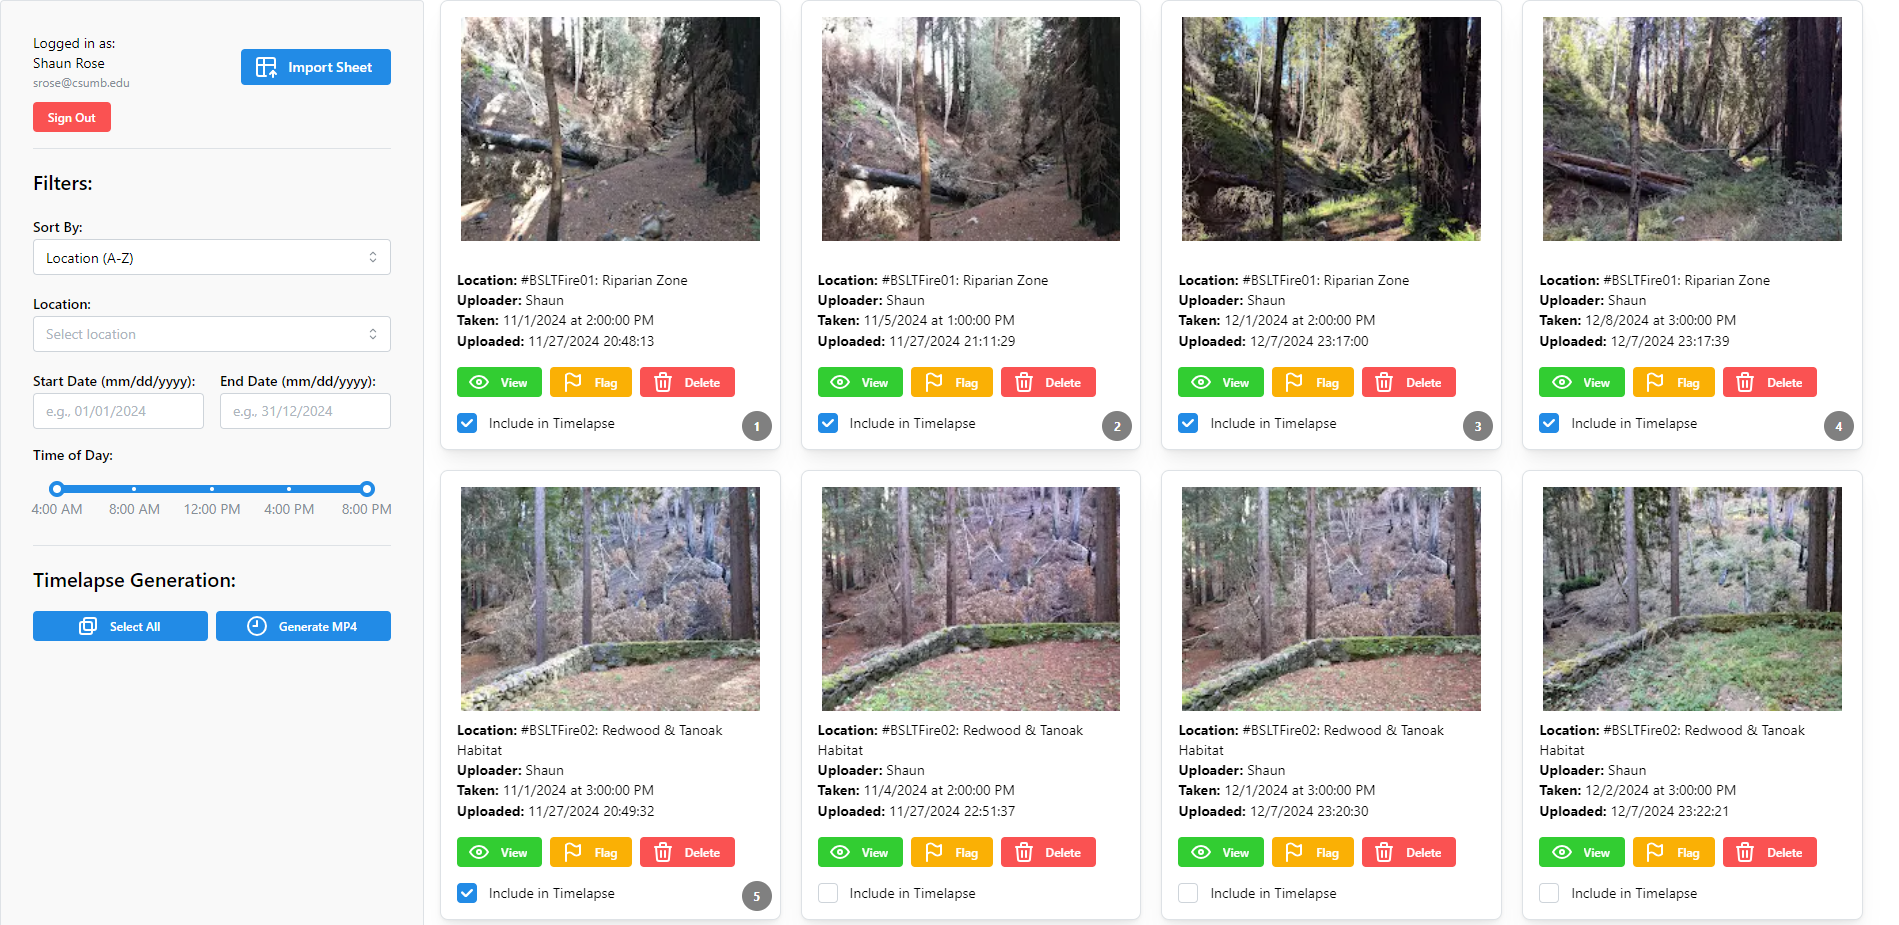 Logged in as:
Shaun Rose
srose@csumb.edu
Import Sheet
Sign Out
Filters:
Sort By:
Location (A-Z)
Location:
Select location
Start Date (mm/dd/yyyy):
End Date (mm/dd/yyyy):
e.g., 01/01/2024
e.g., 31/12/2024
Time of Day:
4:00 AM
8:00 AM
12:00 PM
4:00 PM
8:00 PM
Timelapse Generation:
Select All
Generate MP4
Location: #BSLTFire01: Riparian Zone
Uploader: Shaun
Taken: 11/1/2024 at 2:00:00 PM
Uploaded: 11/27/2024 20:48:13
View
Flag
Delete
Include in Timelapse
1
Location: #BSLTFire01: Riparian Zone
Uploader: Shaun
Taken: 11/5/2024 at 1:00:00 PM
Uploaded: 11/27/2024 21:11:29
View
Flag
Delete
Include in Timelapse
2
Location: #BSLTFire01: Riparian Zone
Uploader: Shaun
Taken: 12/1/2024 at 2:00:00 PM
Uploaded: 12/7/2024 23:17:00
View
Flag
Delete
Include in Timelapse
3
Location: #BSLTFire01: Riparian Zone
Uploader: Shaun
Taken: 12/8/2024 at 3:00:00 PM
Uploaded: 12/7/2024 23:17:39
View
Flag
Delete
Include in Timelapse
4
Location: #BSLTFire02: Redwood & Tanoak
Habitat
Uploader: Shaun
Taken: 11/1/2024 at 3:00:00 PM
Uploaded: 11/27/2024 20:49:32
View
Flag
Delete
Include in Timelapse
5
Location: #BSLTFire02: Redwood & Tanoak
Habitat
Uploader: Shaun
Taken: 11/4/2024 at 2:00:00 PM
Uploaded: 11/27/2024 22:51:37
View
Flag
Delete
Include in Timelapse
Location: #BSLTFire02: Redwood & Tanoak
Habitat
Uploader: Shaun
Taken: 12/1/2024 at 3:00:00 PM
Uploaded: 12/7/2024 23:20:30
View
Flag
Delete
Include in Timelapse
Location: #BSLTFire02: Redwood & Tanoak
Habitat
Uploader: Shaun
Taken: 12/2/2024 at 3:00:00 PM
Uploaded: 12/7/2024 23:22:21
View
Flag
Delete
Include in Timelapse